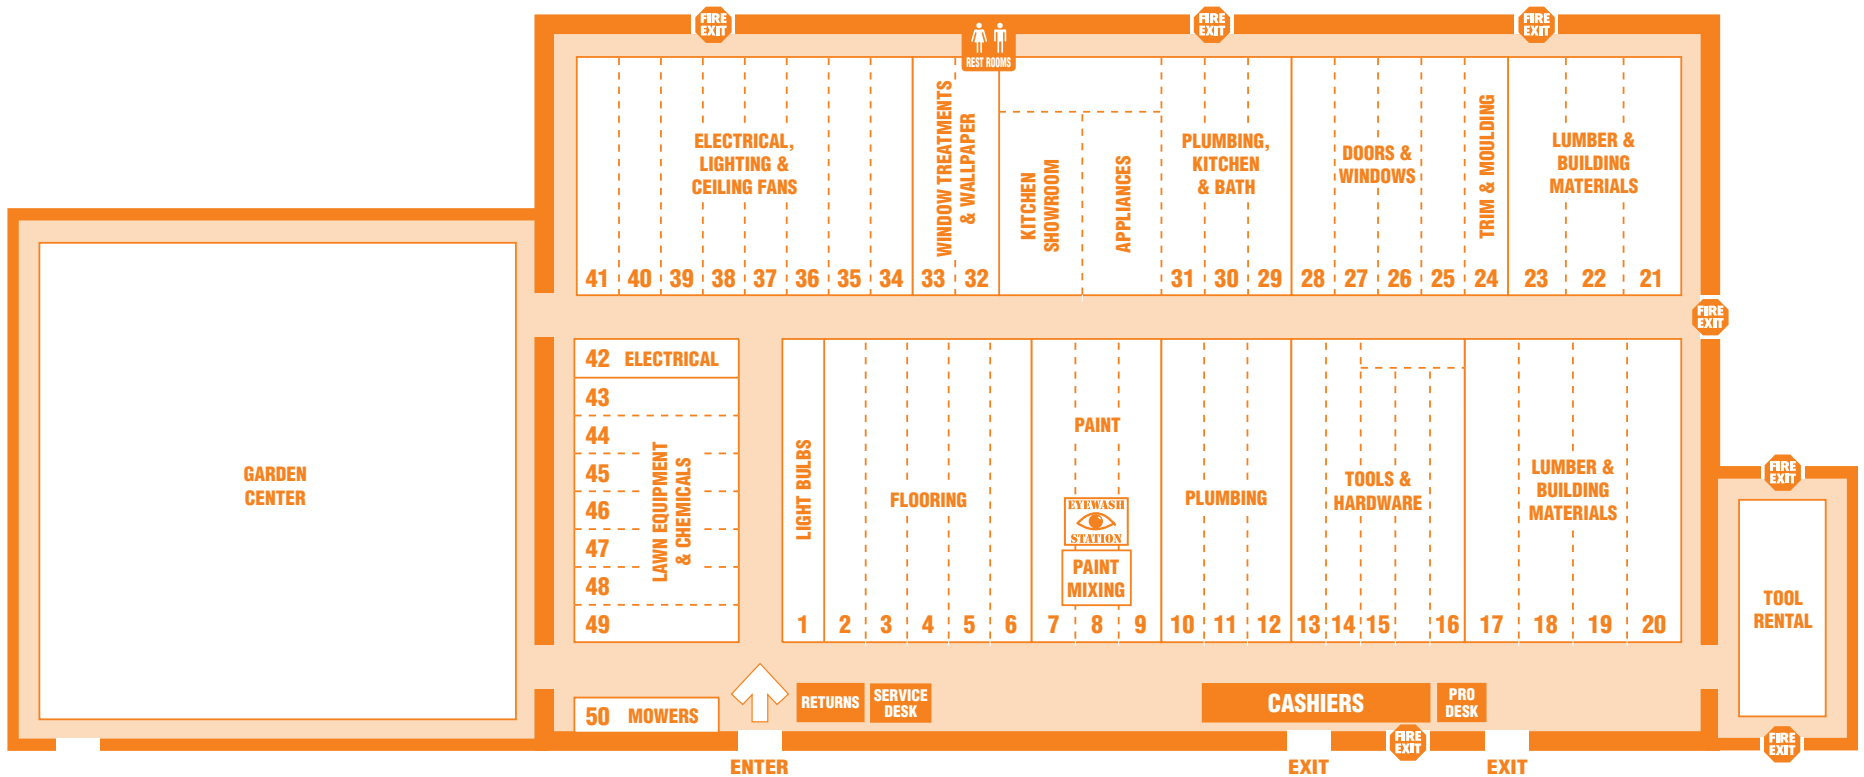 FIRE
EXIT
FIRE
EXIT
FIRE
EXIT
REST ROOMS
ELECTRICAL,
LIGHTING &
CEILING FANS
WINDOW TREATMENTS
& WALLPAPER
KITCHEN
SHOWROOM
APPLIANCES
PLUMBING,
KITCHEN
& BATH
DOORS &
WINDOWS
TRIM & MOULDING
LUMBER &
BUILDING
MATERIALS
41 40 39 38 37 36 35 34 33 32 31 30 29 28 27 26 25 24 23 22 21
FIRE
EXIT
42 ELECTRICAL
43
44
45
46
47
48
49
LAWN EQUIPMENT
& CHEMICALS
GARDEN
CENTER
LIGHT BULBS
FLOORING
PAINT
EYEWASH
STATION
PAINT
MIXING
PLUMBING
TOOLS &
HARDWARE
LUMBER &
BUILDING
MATERIALS
1 2 3 4 5 6 7 8 9 10 11 12 13 14 15 16 17 18 19 20
FIRE
EXIT
TOOL
RENTAL
FIRE
EXIT
50 MOWERS
RETURNS
SERVICE
DESK
CASHIERS
PRO
DESK
FIRE
EXIT
ENTER
EXIT
EXIT